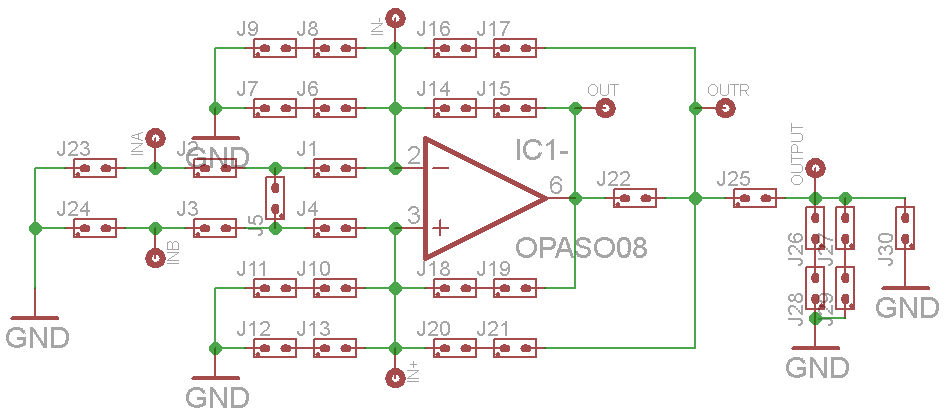 J9 J8 IN- J16 J17
J7 J6 J14 J15 OUT OUTR
GND
J23 INA J2 J1 2 IC1- OUTPUT
6 J22 J25
J24 J3 J5 J4 3
INB OPASO08 J26 J27 J30
J11 J10 J18 J19
J28 J29 GND
GND J12 J13 J20 J21
GND IN+ GND